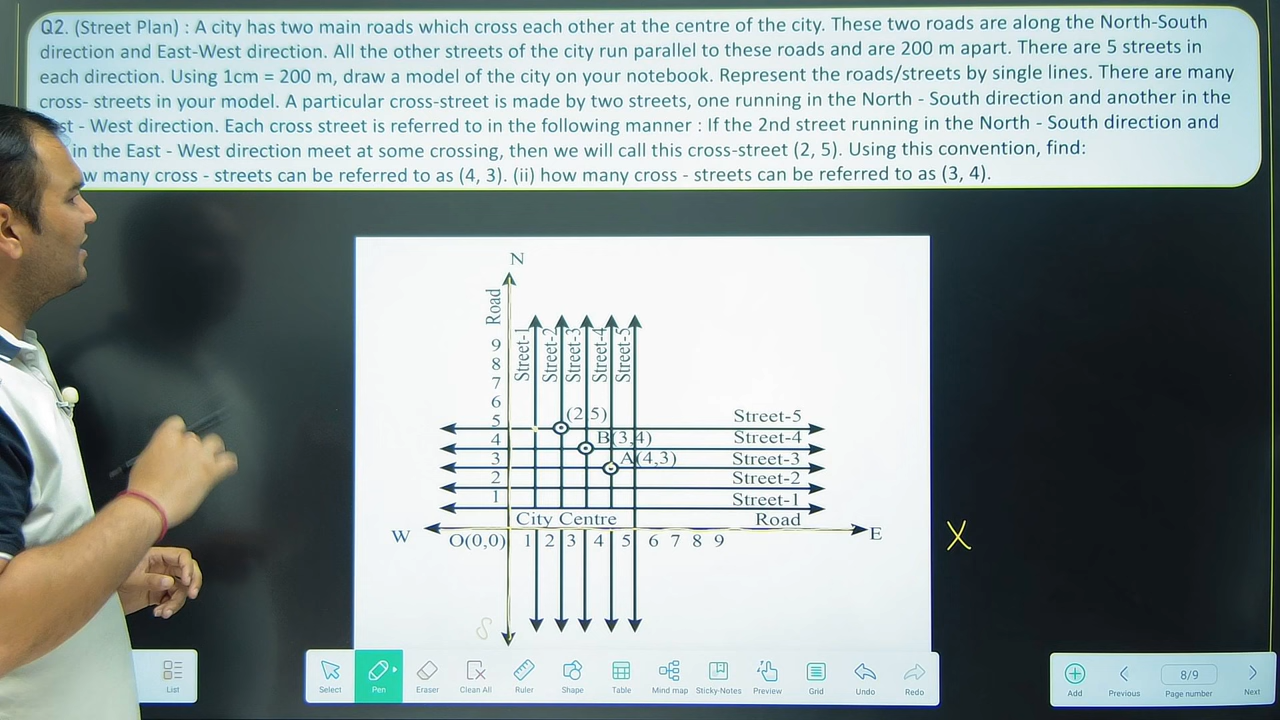 Q2. (Street Plan) : A city has two main roads which cross each other at the centre of the city. These two roads are along the North-South
direction and East-West direction. All the other streets of the city run parallel to these roads and are 200 m apart. There are 5 streets in
each direction. Using 1cm = 200 m, draw a model of the city on your notebook. Represent the roads/streets by single lines. There are many
cross- streets in your model. A particular cross-street is made by two streets, one running in the North - South direction and another in the
st - West direction. Each cross street is referred to in the following manner : If the 2nd street running in the North - South direction and
in the East - West direction meet at some crossing, then we will call this cross-street (2, 5). Using this convention, find:
w many cross - streets can be referred to as (4, 3). (ii) how many cross - streets can be referred to as (3, 4).
N
Road
Street-1
Street-2
Street-3
Street-4
Street-5
9
8
7
6
5
4
3
2
1
(2,5)
B(3,4)
A(4,3)
Street-5
Street-4
Street-3
Street-2
Street-1
City Centre
Road
W
E
X
O(0,0) 1 2 3 4 5 6 7 8 9
S
List
Select
Pen
Eraser
Clean All
Ruler
Shape
Table
Mind map
Sticky-Notes
Preview
Grid
Undo
Redo
Add
Previous
8/9
Page number
Next